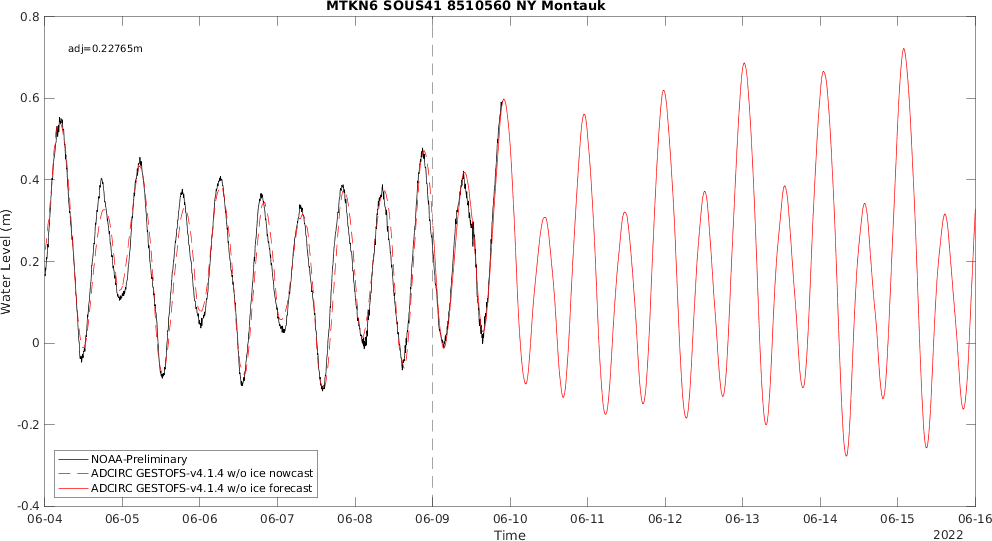 MTKN6 SOUS41 8510560 NY Montauk
adj=0.22765m
0.8
0.6
0.4
0.2
0
-0.2
-0.4
Water Level (m)
NOAA-Preliminary
ADCIRC GESTOFS-v4.1.4 w/o ice nowcast
ADCIRC GESTOFS-v4.1.4 w/o ice forecast
06-04 06-05 06-06 06-07 06-08 06-09 06-10 06-11 06-12 06-13 06-14 06-15 06-16
Time
2022